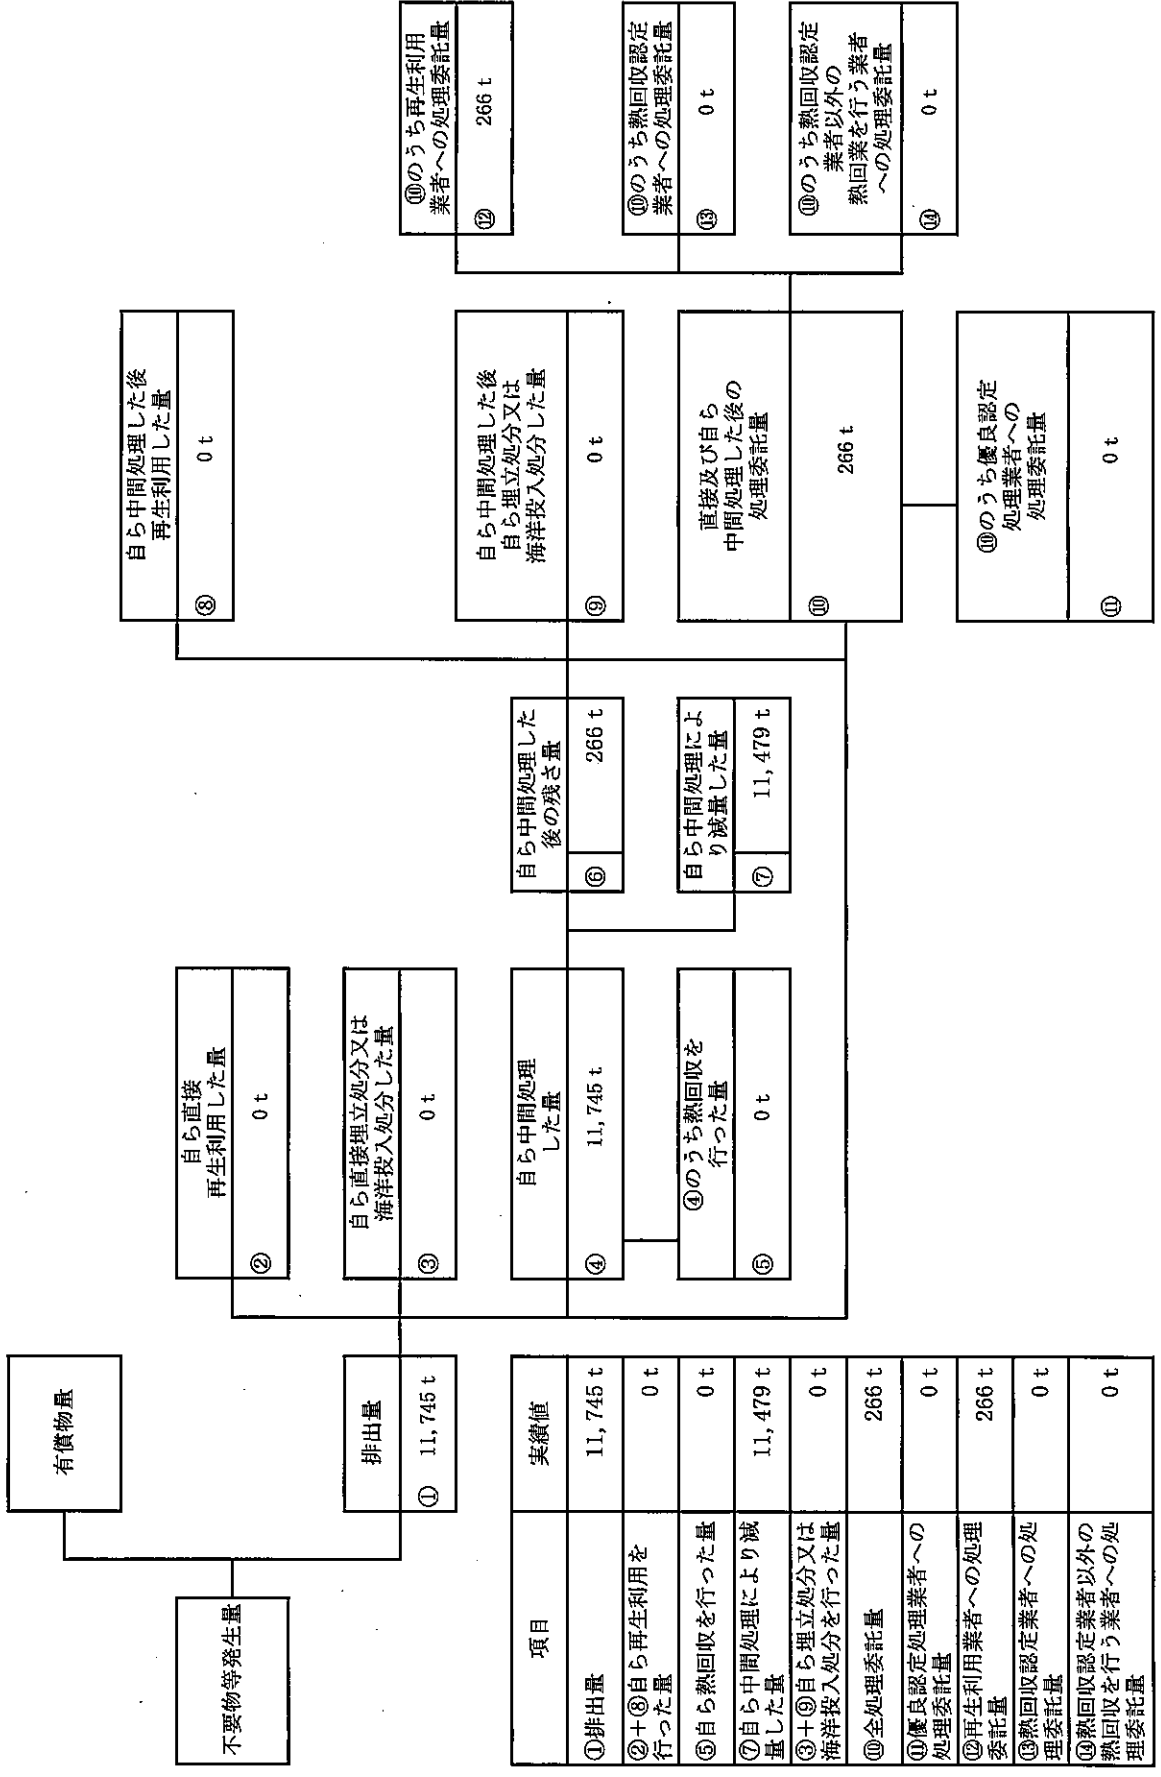 不要物等発生量
有償物量
排出量
① 11,745 t
自ら直接
再生利用した量
② 0 t
自ら直接埋立処分又は
海洋投入処分した量
③ 0 t
自ら中間処理
した量
④ 11,745 t
④のうち熱回収を
行った量
⑤ 0 t
自ら中間処理した
後の残さ量
⑥ 266 t
自ら中間処理によ
り減量した量
⑦ 11,479 t
自ら中間処理した後
再生利用した量
⑧ 0 t
自ら中間処理した後
自ら埋立処分又は
海洋投入処分した量
⑨ 0 t
直接及び自ら
中間処理した後の
処理委託量
⑩ 266 t
⑩のうち優良認定
処理業者への
処理委託量
⑪ 0 t
⑩のうち再生利用
業者への処理委託量
⑫ 266 t
⑩のうち熱回収認定
業者への処理委託量
⑬ 0 t
⑩のうち熱回収認定
業者以外の
熱回業を行う業者
への処理委託量
⑭ 0 t
項目 実績値
①排出量 11,745 t
②+⑧自ら再生利用を
行った量 0 t
⑤自ら熱回収を行った量 0 t
⑦自ら中間処理により減
量した量 11,479 t
③+⑨自ら埋立処分又は
海洋投入処分を行った量 0 t
⑩全処理委託量 266 t
⑪優良認定処理業者への
処理委託量 0 t
⑫再生利用業者への処理
委託量 266 t
⑬熱回収認定業者への処
理委託量 0 t
⑭熱回収認定業者以外の
熱回収を行う業者への処
理委託量 0 t